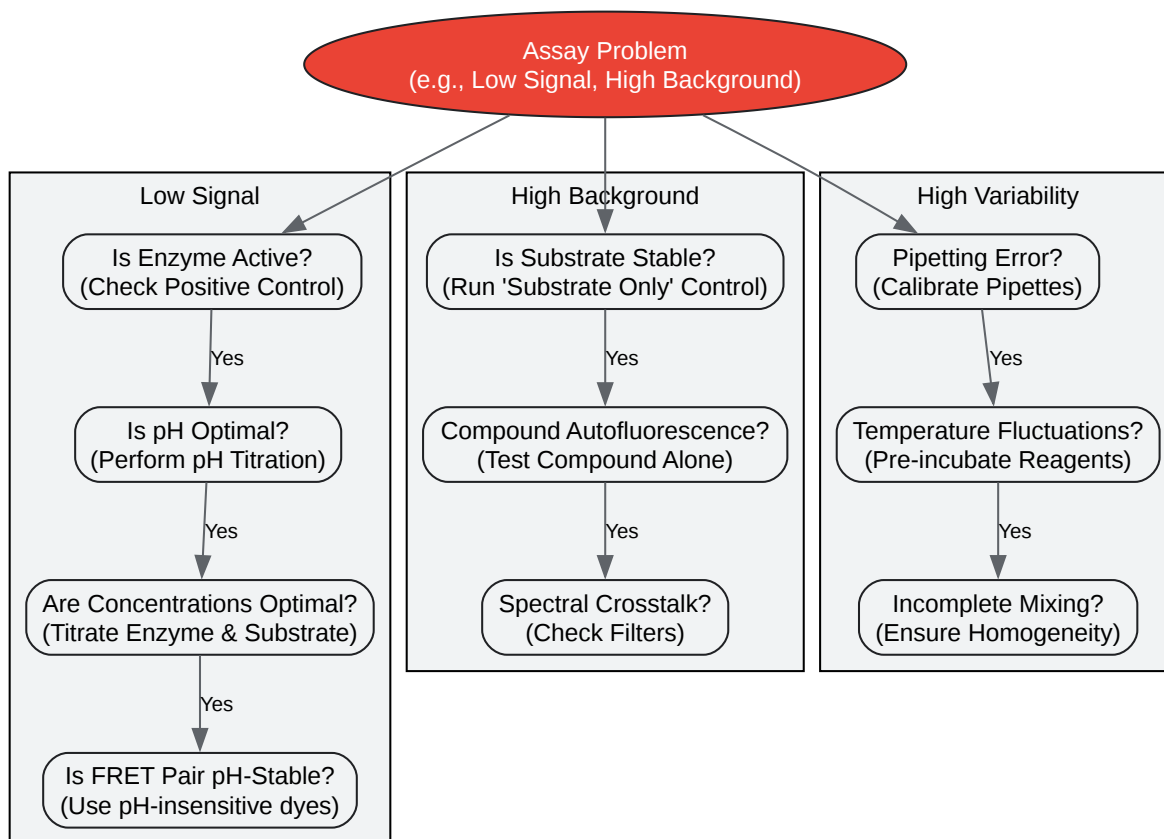 Assay Problem
(e.g., Low Signal, High Background)
Low Signal
Is Enzyme Active?
(Check Positive Control)
Yes
Is pH Optimal?
(Perform pH Titration)
Yes
Are Concentrations Optimal?
(Titrate Enzyme & Substrate)
Yes
Is FRET Pair pH-Stable?
(Use pH-insensitive dyes)
High Background
Is Substrate Stable?
(Run 'Substrate Only' Control)
Yes
Compound Autofluorescence?
(Test Compound Alone)
Yes
Spectral Crosstalk?
(Check Filters)
High Variability
Pipetting Error?
(Calibrate Pipettes)
Yes
Temperature Fluctuations?
(Pre-incubate Reagents)
Yes
Incomplete Mixing?
(Ensure Homogeneity)